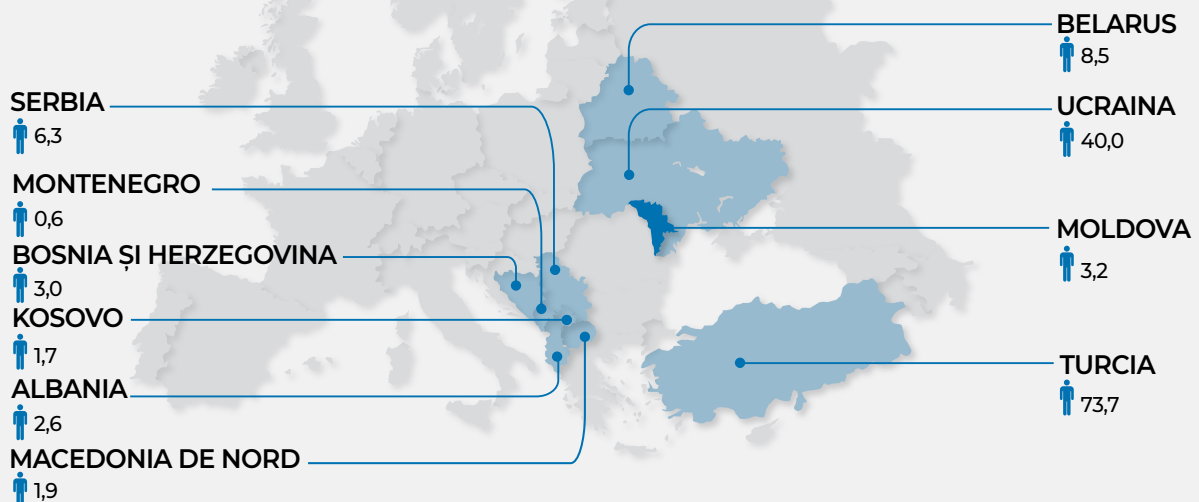 SERBIA
6,3
MONTENEGRO
0,6
BOSNIA ȘI HERZEGOVINA
3,0
KOSOVO
1,7
ALBANIA
2,6
MACEDONIA DE NORD
1,9
BELARUS
8,5
UCRAINA
40,0
MOLDOVA
3,2
TURCIA
73,7